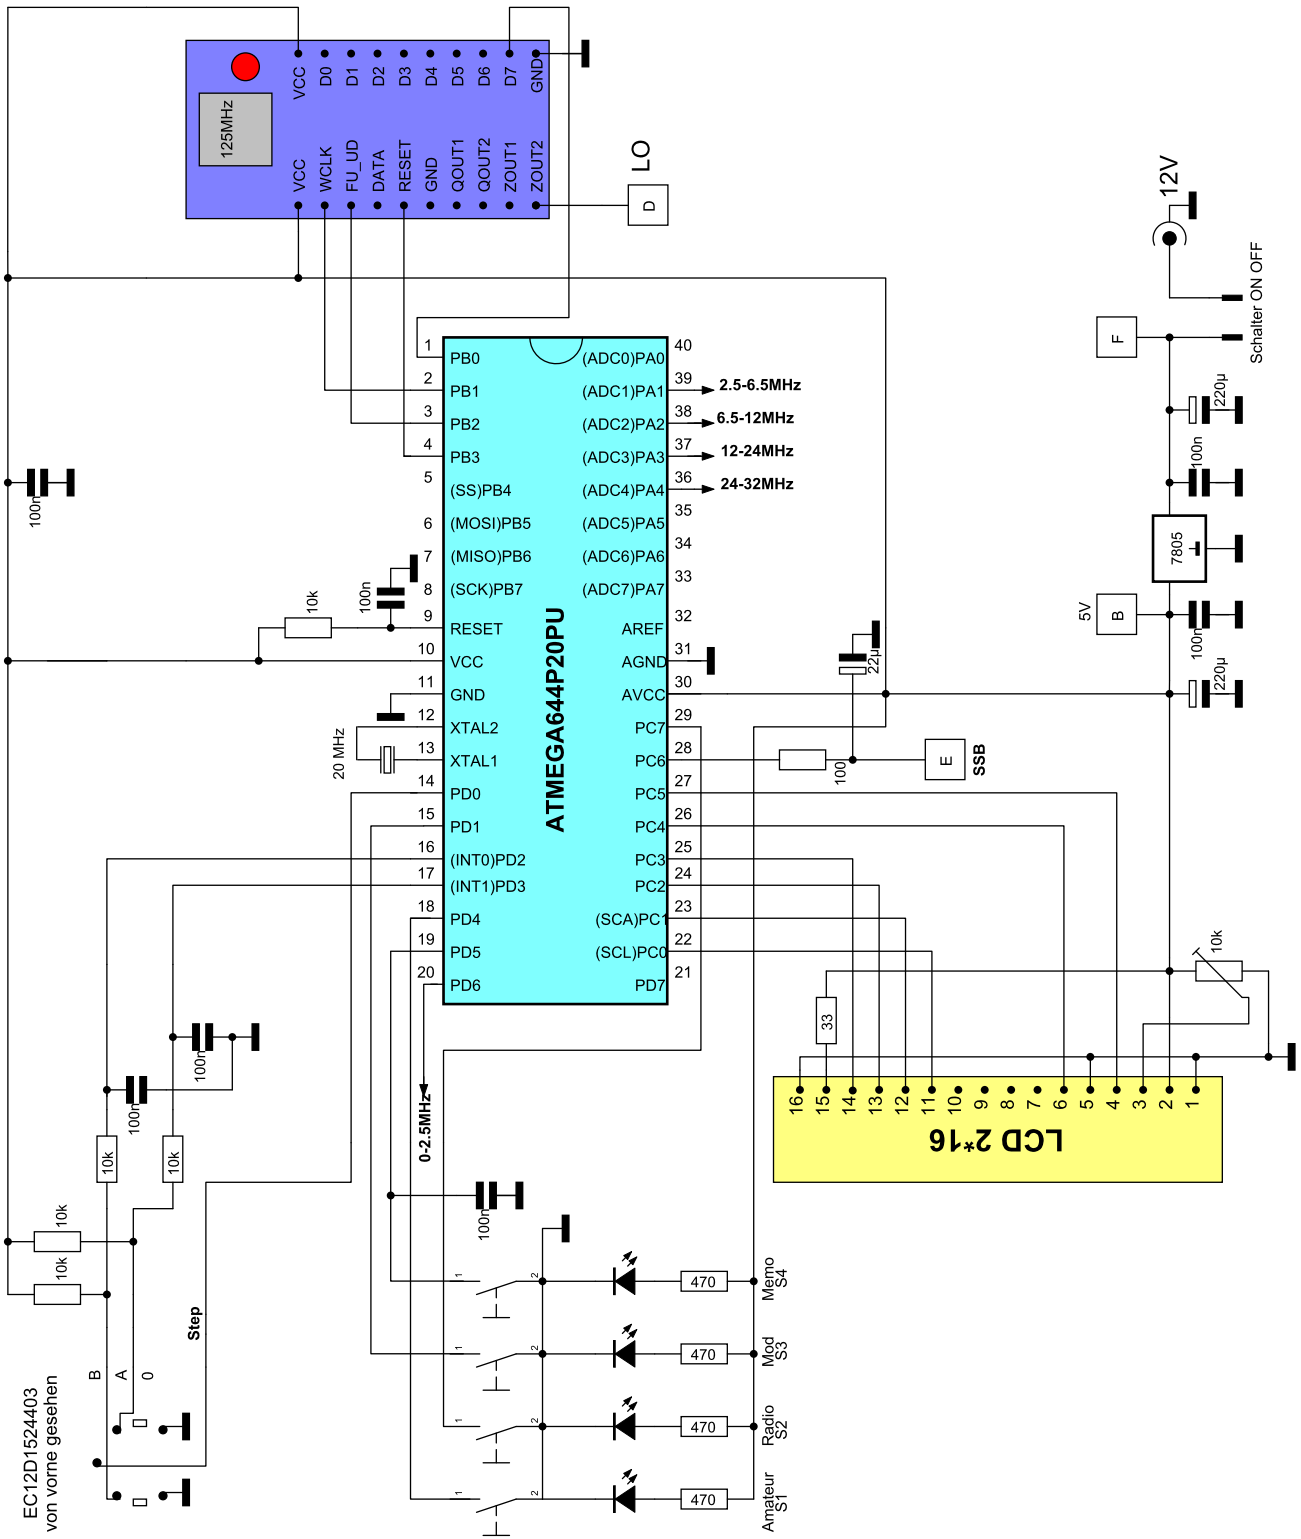 VCC
D0
D1
D2
D3
D4
D5
D6
D7
GND
125MHz
VCC
WCLK
FU_UD
DATA
RESET
GND
QOUT1
QOUT2
ZOUT1
ZOUT2
LO
D
12V
Schalter ON OFF
F
220µ
100n
7805
5V
B
100n
220µ
100n
1 PB0
2 PB1
3 PB2
4 PB3
5 (SS)PB4
6 (MOSI)PB5
7 (MISO)PB6
8 (SCK)PB7
9 RESET
10 VCC
11 GND
12 XTAL2
13 XTAL1
14 PD0
15 PD1
16 (INT0)PD2
17 (INT1)PD3
18 PD4
19 PD5
20 PD6
ATMEGA644P20PU
(ADC0)PA0 40
(ADC1)PA1 39 2.5-6.5MHz
(ADC2)PA2 38 6.5-12MHz
(ADC3)PA3 37 12-24MHz
(ADC4)PA4 36 24-32MHz
(ADC5)PA5 35
(ADC6)PA6 34
(ADC7)PA7 33
AREF 32
AGND 31
AVCC 30
PC7 29
PC6 28
PC5 27
PC4 26
PC3 25
PC2 24
(SCA)PC1 23
(SCL)PC0 22
PD7 21
10k
100n
20 MHz
22µ
100
E
SSB
10k
33
16
15
14
13
12
11
10
9
8
7
6
5
4
3
2
1
LCD 2*16
0-2.5MHz
100n
100n
10k
10k
10k
10k
Step
B
A
0
EC12D1524403
von vorne gesehen
100n
1
2
470
Memo
S4
1
2
470
Mod
S3
1
2
470
Radio
S2
1
2
470
Amateur
S1